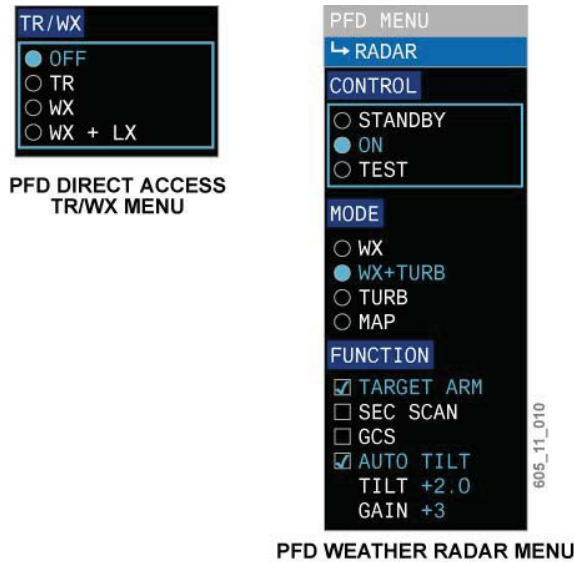 TR/WX
OFF
TR
WX
WX + LX
PFD DIRECT ACCESS
TR/WX MENU
PFD MENU
RADAR
CONTROL
STANDBY
ON
TEST
MODE
WX
WX+TURB
TURB
MAP
FUNCTION
TARGET ARM
SEC SCAN
GCS
AUTO TILT
TILT +2.0
GAIN +3
605_11_010
PFD WEATHER RADAR MENU